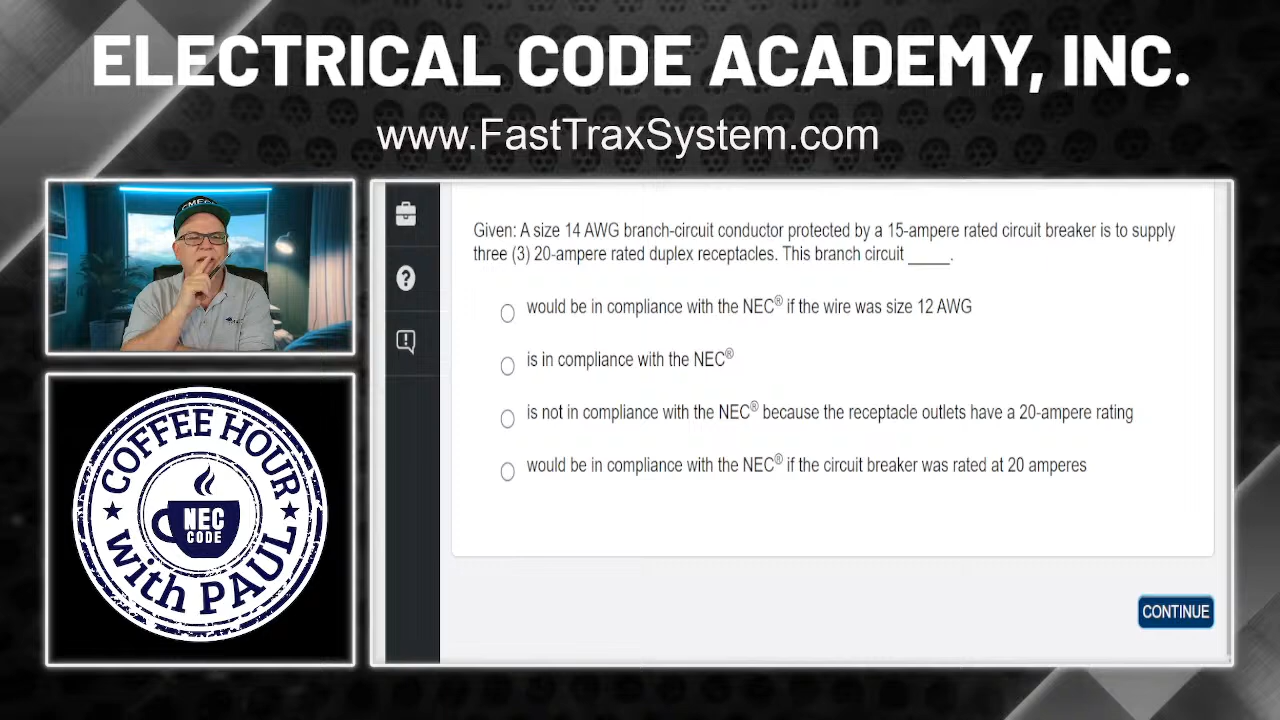 ELECTRICAL CODE ACADEMY, INC.
www.FastTraxSystem.com
CMEC
COFFEE HOUR
NEC
CODE
with PAUL
Given: A size 14 AWG branch-circuit conductor protected by a 15-ampere rated circuit breaker is to supply
three (3) 20-ampere rated duplex receptacles. This branch circuit _____.
would be in compliance with the NEC® if the wire was size 12 AWG
is in compliance with the NEC®
is not in compliance with the NEC® because the receptacle outlets have a 20-ampere rating
would be in compliance with the NEC® if the circuit breaker was rated at 20 amperes
CONTINUE